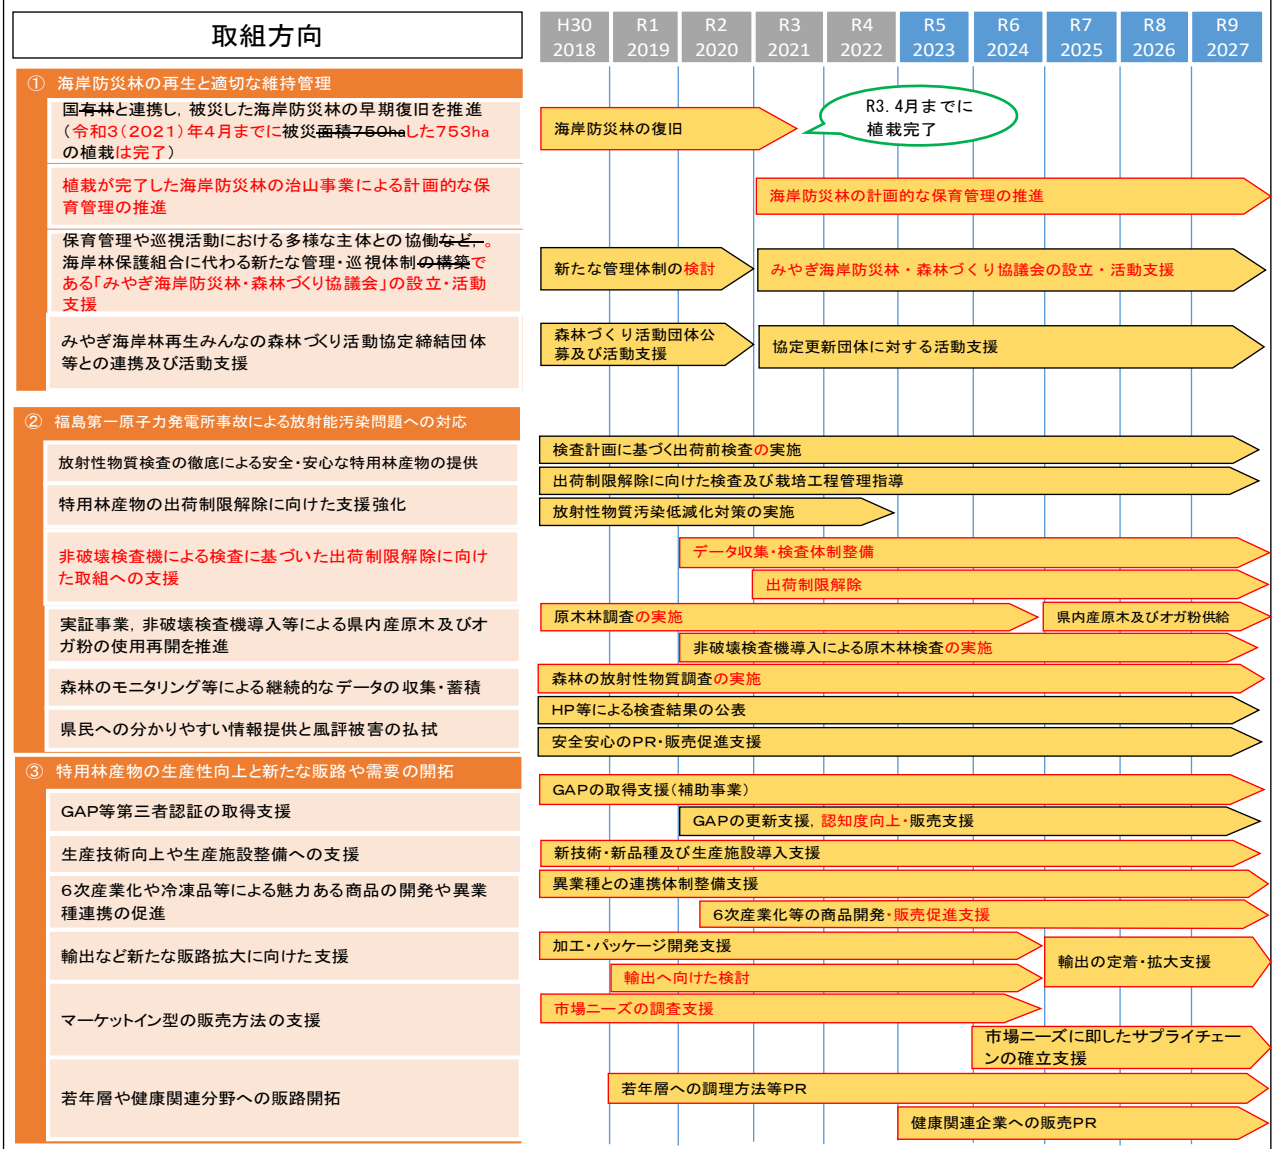 取組方向
H30 R1 R2 R3 R4 R5 R6 R7 R8 R9
2018 2019 2020 2021 2022 2023 2024 2025 2026 2027
① 海岸防災林の再生と適切な維持管理
国有林と連携し，被災した海岸防災林の早期復旧を推進
（令和3（2021）年4月までに被災面積750haした753ha
の植栽は完了）
海岸防災林の復旧
R3．4月までに
植栽完了
植栽が完了した海岸防災林の治山事業による計画的な保
育管理の推進
海岸防災林の計画的な保育管理の推進
保育管理や巡視活動における多様な主体との協働など，。
海岸林保護組合に代わる新たな管理・巡視体制の構築で
ある「みやぎ海岸防災林・森林づくり協議会」の設立・活動
支援
新たな管理体制の検討
みやぎ海岸防災林・森林づくり協議会の設立・活動支援
みやぎ海岸林再生みんなの森林づくり活動協定締結団体
等との連携及び活動支援
森林づくり活動団体公
募及び活動支援
協定更新団体に対する活動支援
② 福島第一原子力発電所事故による放射能汚染問題への対応
放射性物質検査の徹底による安全・安心な特用林産物の提供
検査計画に基づく出荷前検査の実施
出荷制限解除に向けた検査及び栽培工程管理指導
特用林産物の出荷制限解除に向けた支援強化
放射性物質汚染低減化対策の実施
非破壊検査機による検査に基づいた出荷制限解除に向け
た取組への支援
データ収集・検査体制整備
出荷制限解除
実証事業，非破壊検査機導入等による県内産原木及びオ
ガ粉の使用再開を推進
原木林調査の実施
県内産原木及びオガ粉供給
非破壊検査機導入による原木林検査の実施
森林のモニタリング等による継続的なデータの収集・蓄積
森林の放射性物質調査の実施
県民への分かりやすい情報提供と風評被害の払拭
HP等による検査結果の公表
安全安心のPR・販売促進支援
③ 特用林産物の生産性向上と新たな販路や需要の開拓
GAP等第三者認証の取得支援
GAPの取得支援（補助事業）
GAPの更新支援，認知度向上・販売支援
生産技術向上や生産施設整備への支援
新技術・新品種及び生産施設導入支援
6次産業化や冷凍品等による魅力ある商品の開発や異業
種連携の促進
異業種との連携体制整備支援
6次産業化等の商品開発・販売促進支援
輸出など新たな販路拡大に向けた支援
加工・パッケージ開発支援
輸出へ向けた検討
輸出の定着・拡大支援
マーケットイン型の販売方法の支援
市場ニーズの調査支援
市場ニーズに即したサプライチェー
ンの確立支援
若年層や健康関連分野への販路開拓
若年層への調理方法等PR
健康関連企業への販売PR